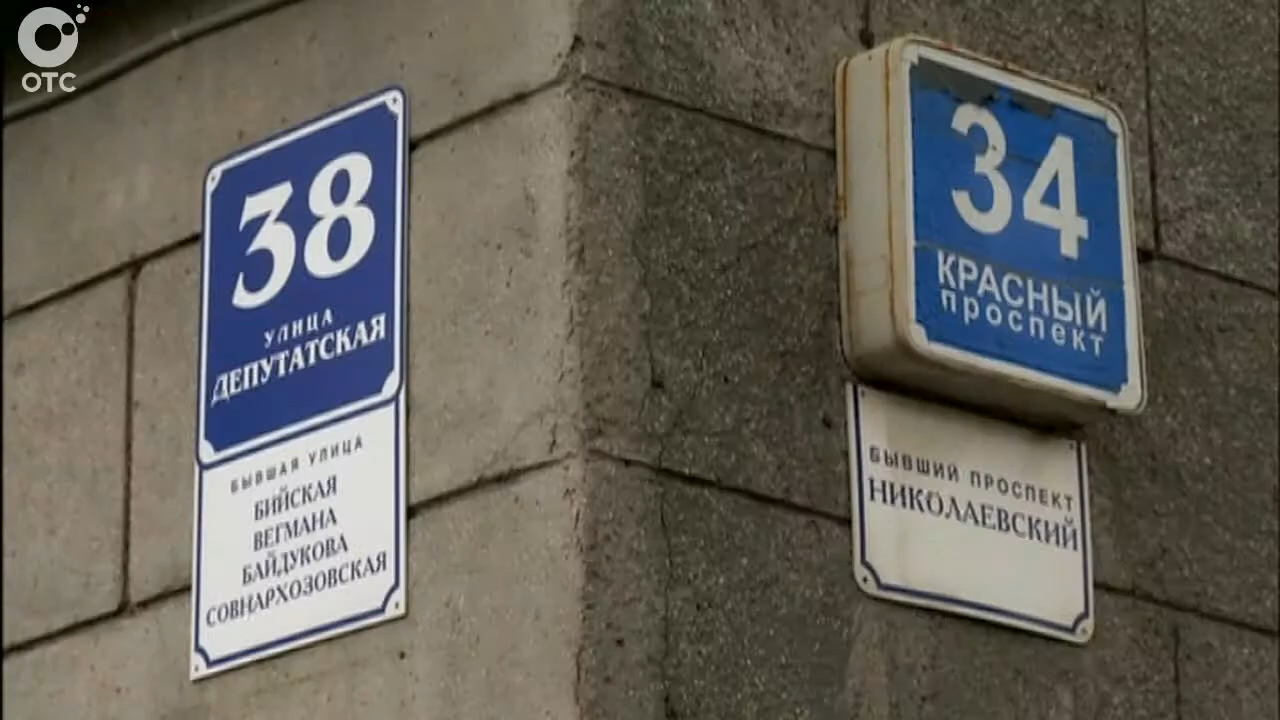 ОТС
38
УЛИЦА
ДЕПУТАТСКАЯ
БЫВШАЯ УЛИЦА
БИЙСКАЯ
ВЕГМАНА
БАЙДУКОВА
СОВНАРХОЗОВСКАЯ
34
КРАСНЫЙ
проспект
БЫВШИЙ ПРОСПЕКТ
НИКОЛАЕВСКИЙ